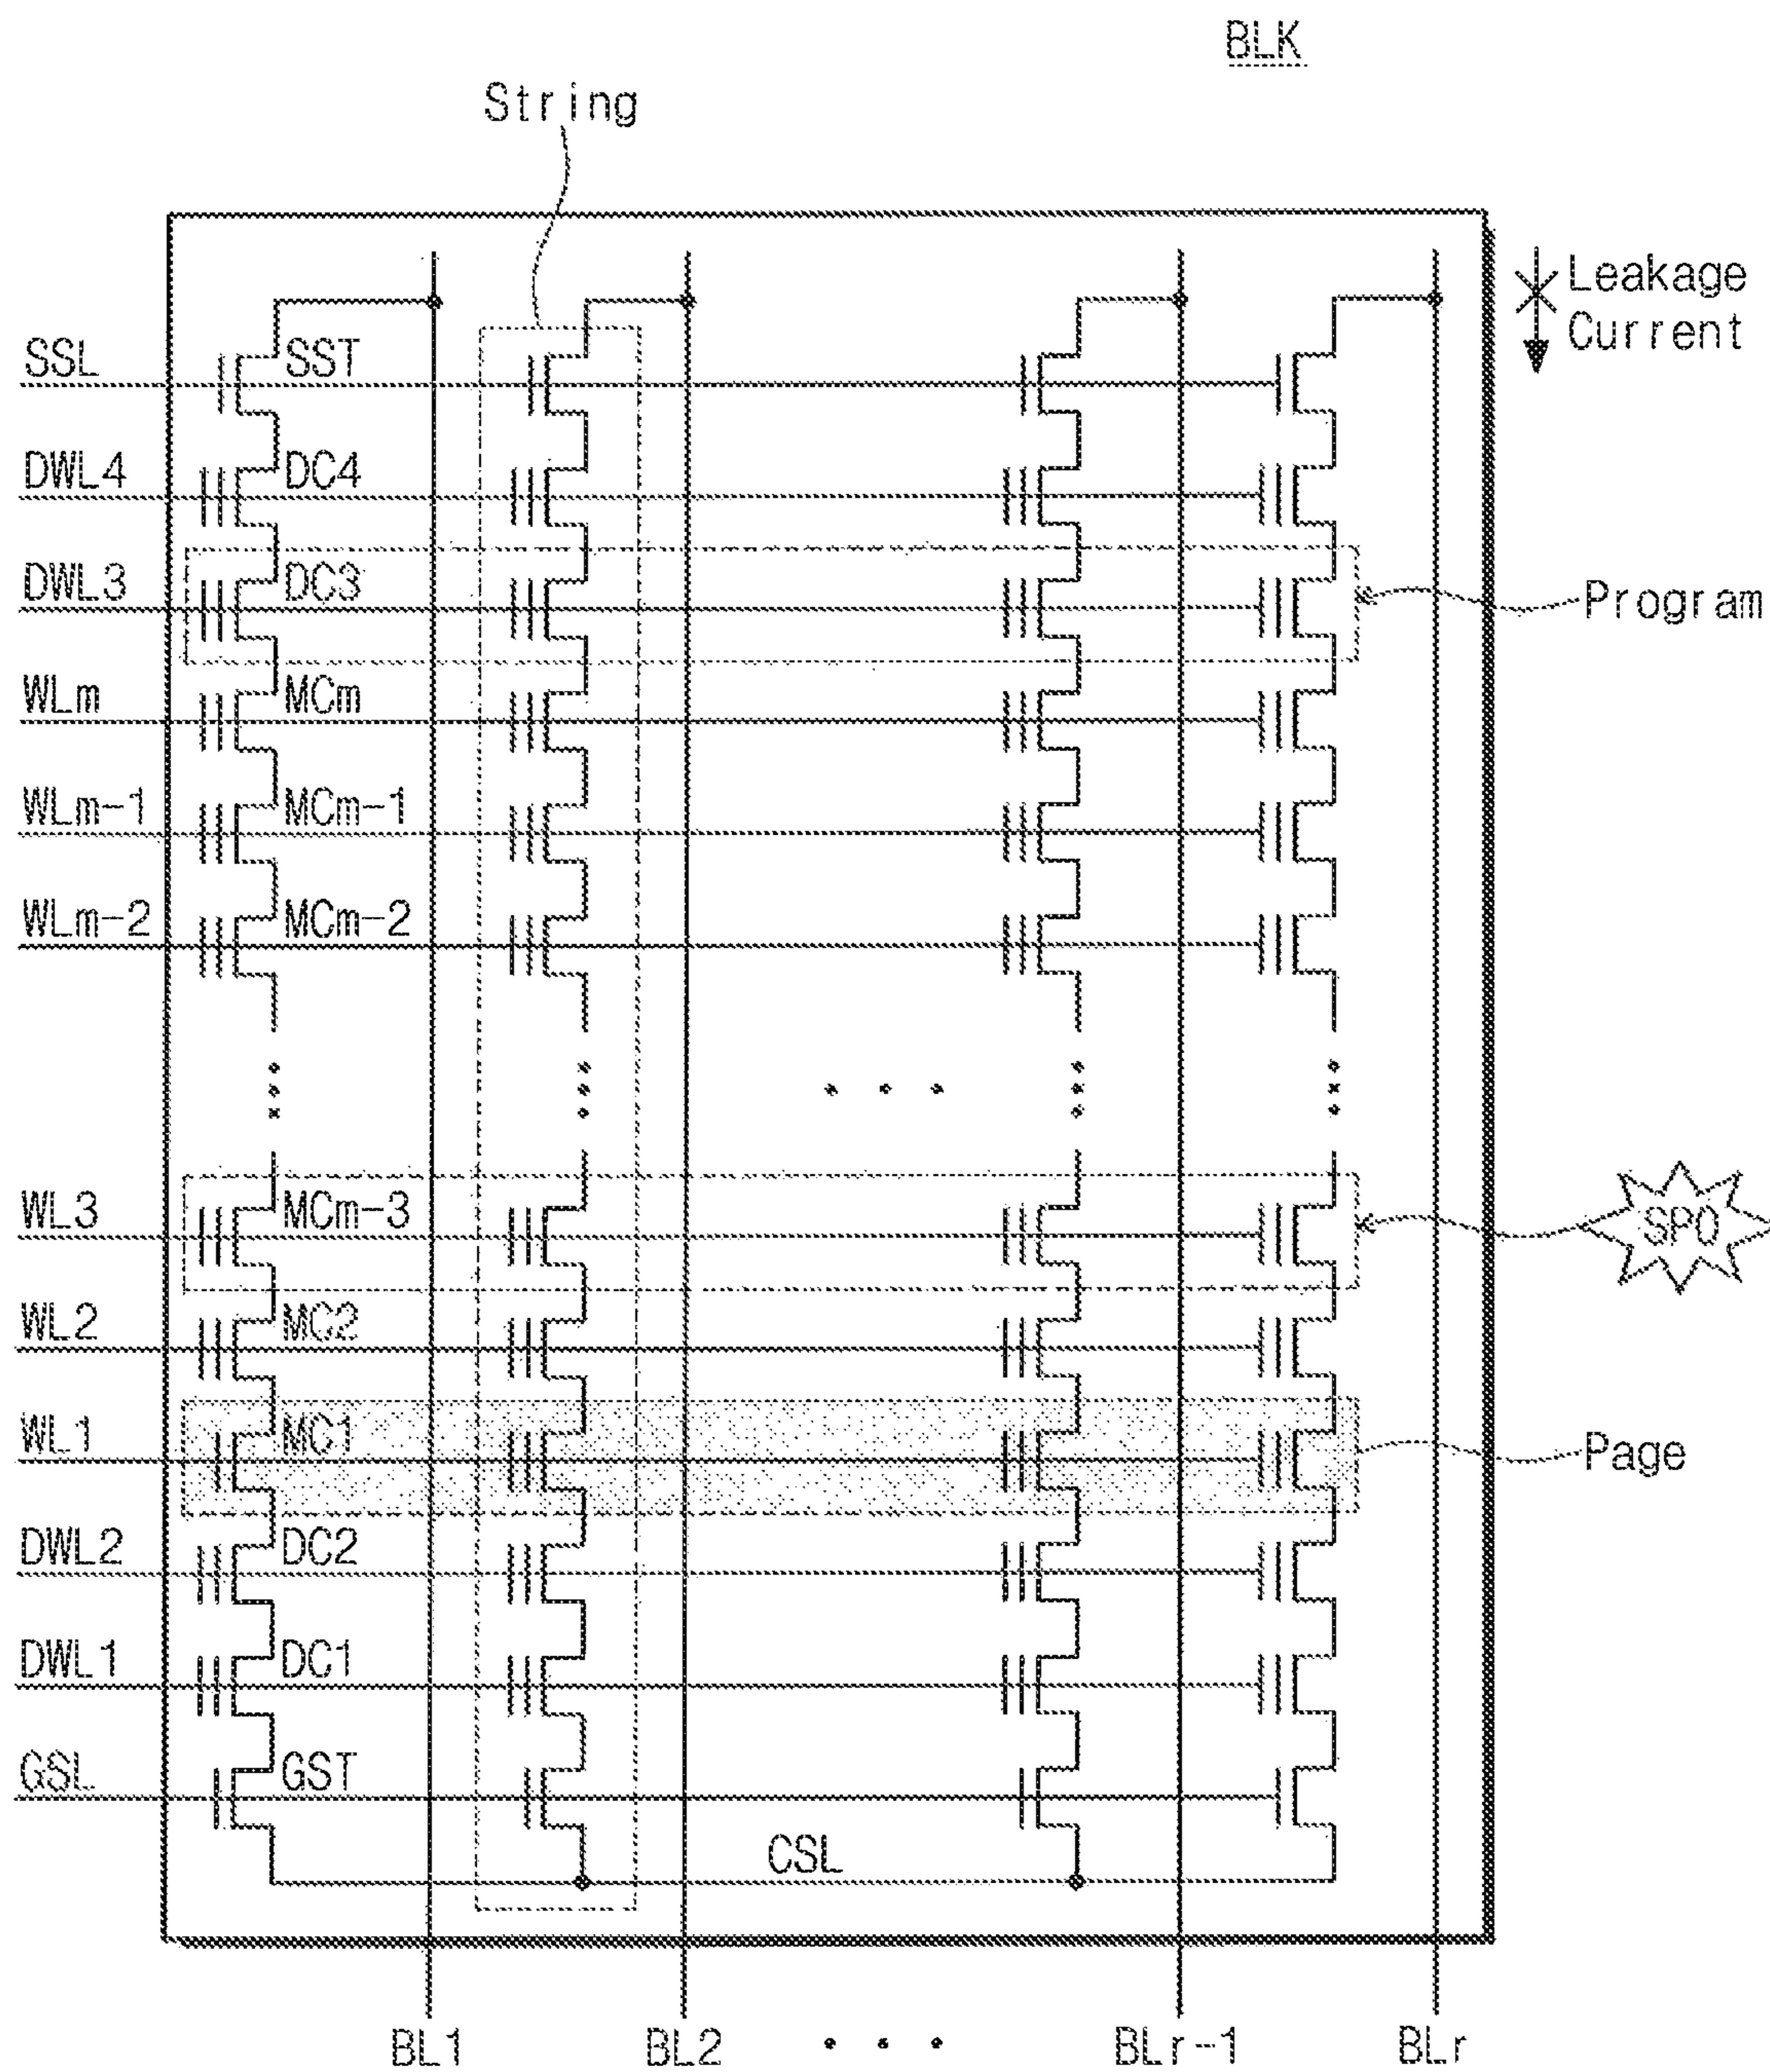 BLK
String
Leakage
Current
SSL SST
DWL4 DC4
DWL3 DC3
Program
WLm MCm
WLm-1 MCm-1
WLm-2 MCm-2
WL3 MCm-3
SPO
WL2 MC2
WL1 MC1
Page
DWL2 DC2
DWL1 DC1
GSL GST
CSL
BL1 BL2 • • • BLr-1 BLr